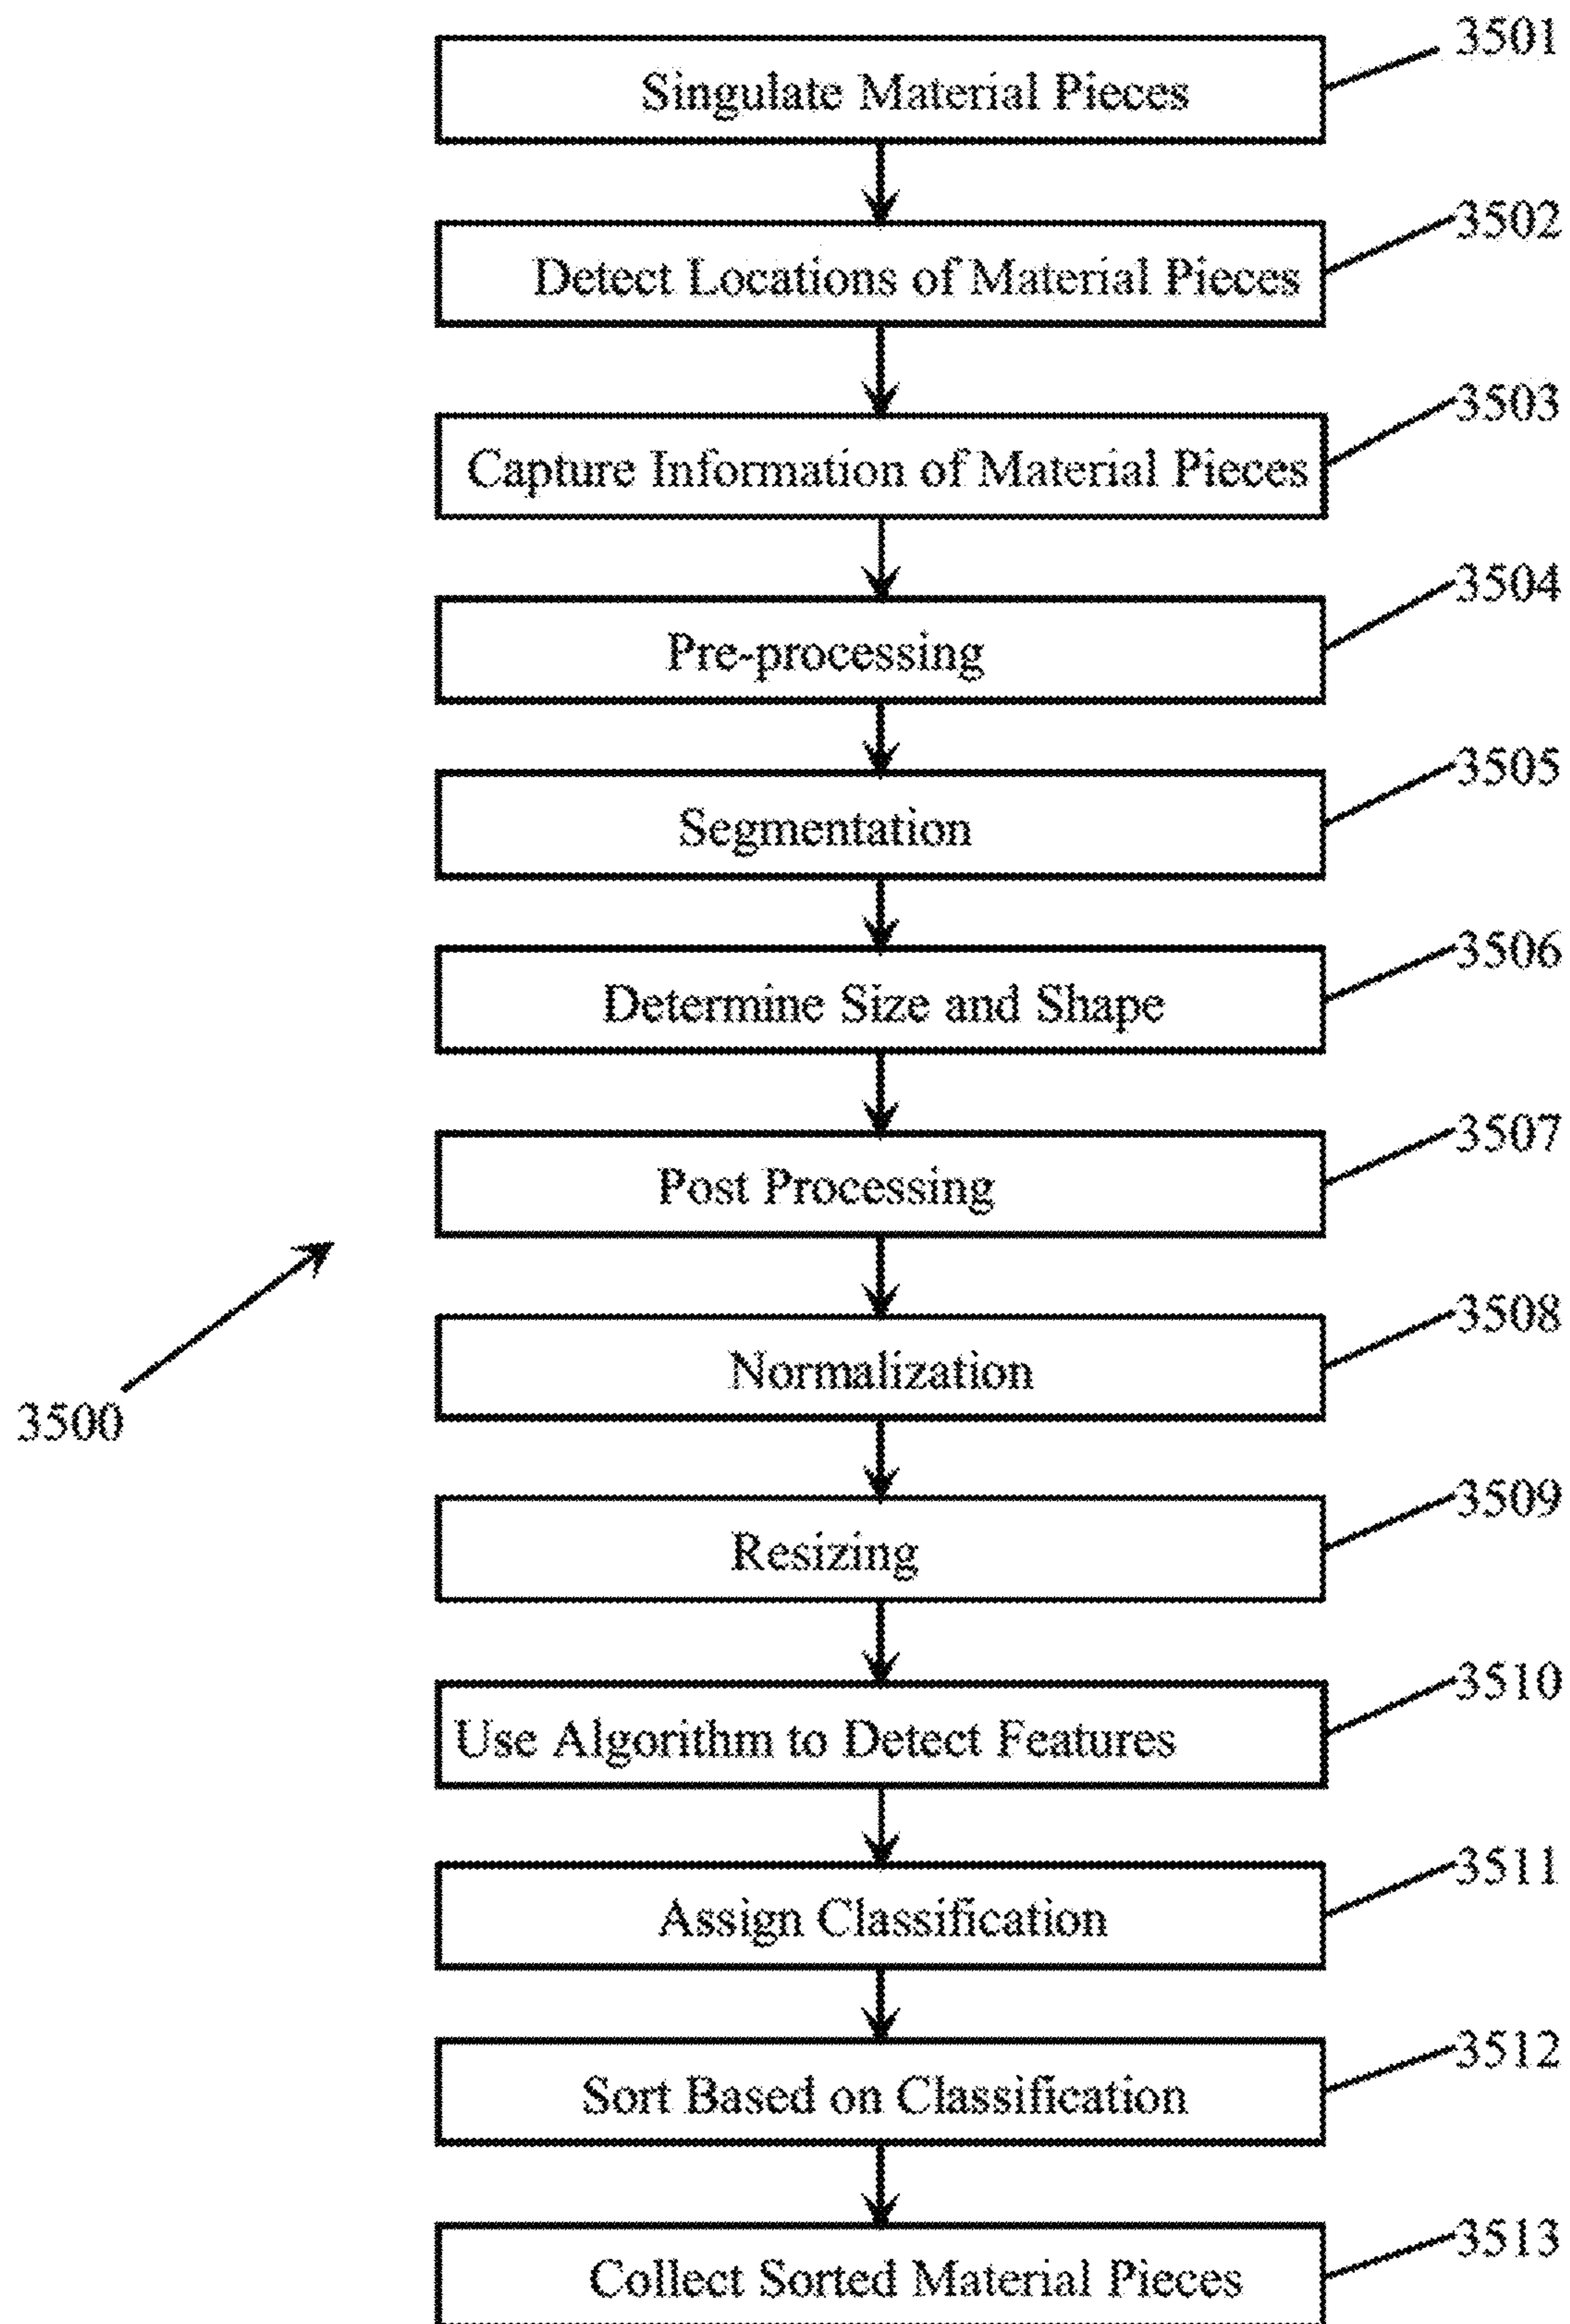 Singulate Material Pieces
3501
Detect Locations of Material Pieces
3502
Capture Information of Material Pieces
3503
Pre-processing
3504
Segmentation
3505
Determine Size and Shape
3506
Post Processing
3507
Normalization
3508
3500
Resizing
3509
Use Algorithm to Detect Features
3510
Assign Classification
3511
Sort Based on Classification
3512
Collect Sorted Material Pieces
3513